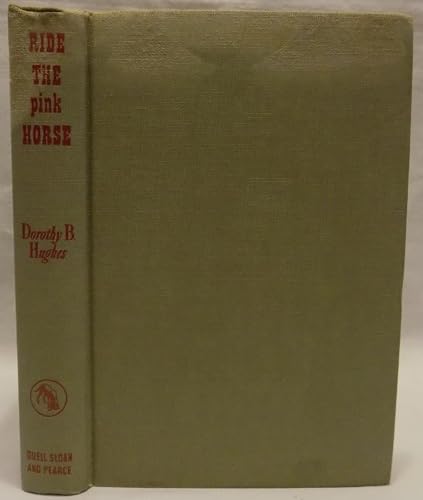 RIDE
THE
pink
HORSE
Dorothy B.
Hughes
DUELL SLOAN
AND PEARCE